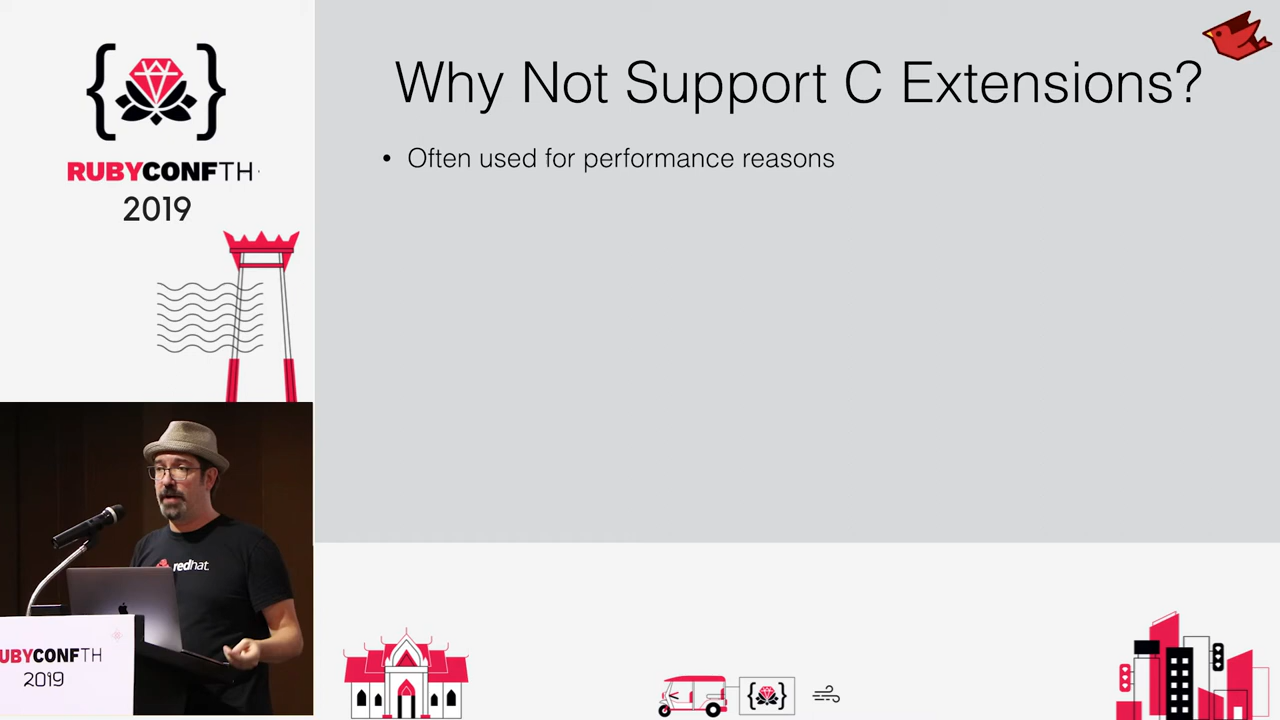 RUBYCONFTH
2019
Why Not Support C Extensions?
• Often used for performance reasons
redhat.
UBYCONFTH
2019